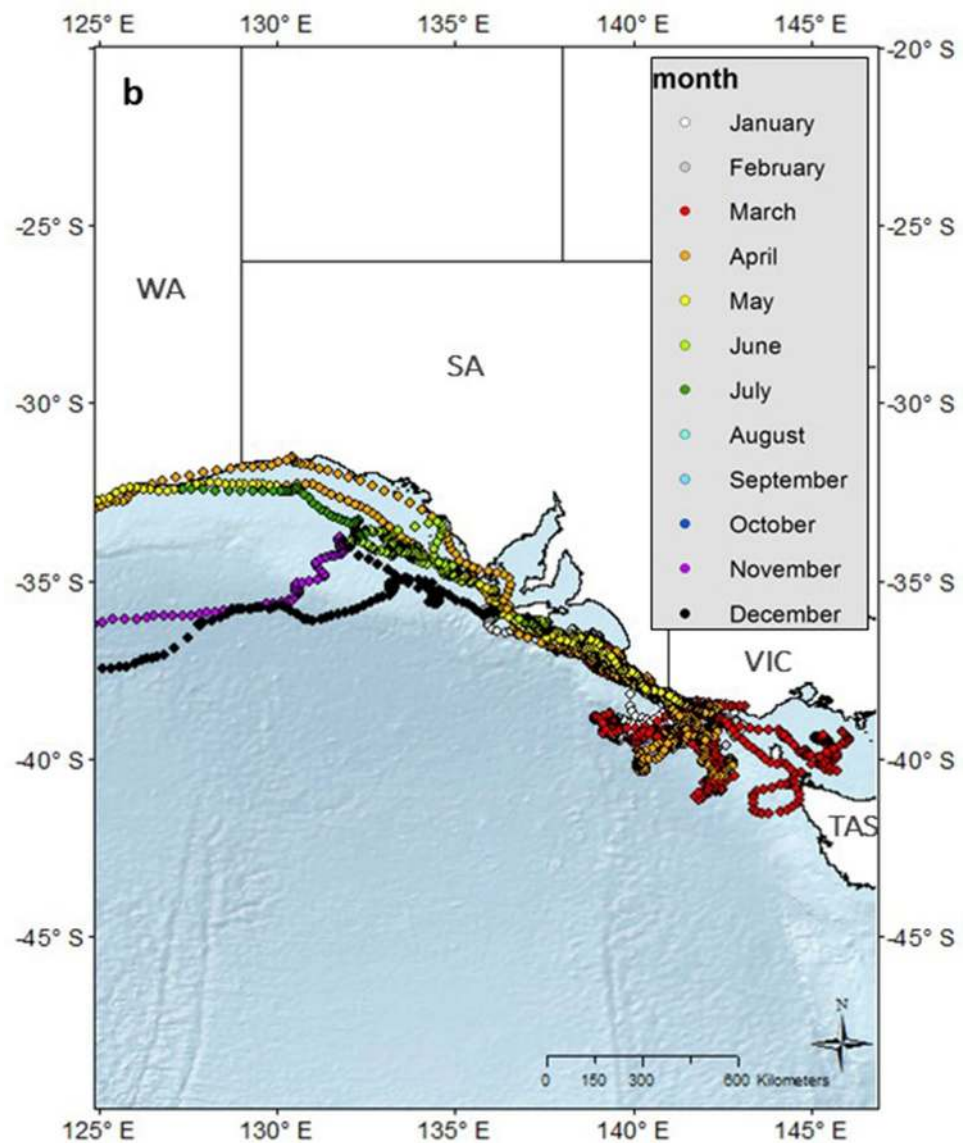 125° E 130° E 135° E 140° E 145° E
b
month
January
February
March
April
May
June
July
August
September
October
November
December
-20° S
-25° S -25° S
WA
SA
-30° S -30° S
-35° S -35° S
VIC
-40° S -40° S
TAS
-45° S -45° S
N
0 150 300 600 Kilometers
125° E 130° E 135° E 140° E 145° E